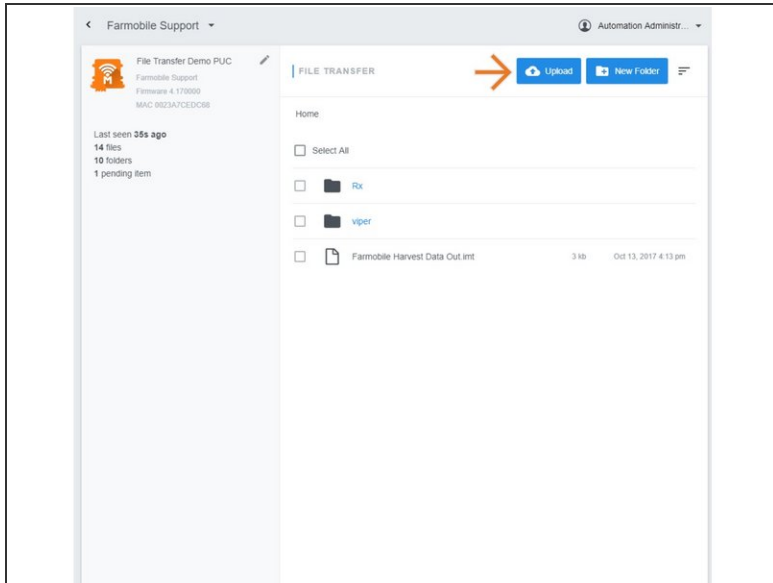 Farmobile Support
Automation Administr...
File Transfer Demo PUC
Farmobile Support
Firmware 4.170000
MAC 0023A7CEDC68
Last seen 35s ago
14 files
10 folders
1 pending item
FILE TRANSFER
Upload
New Folder
Home
Select All
Rx
viper
Farmobile Harvest Data Out.imt 3 kb Oct 13, 2017 4:13 pm